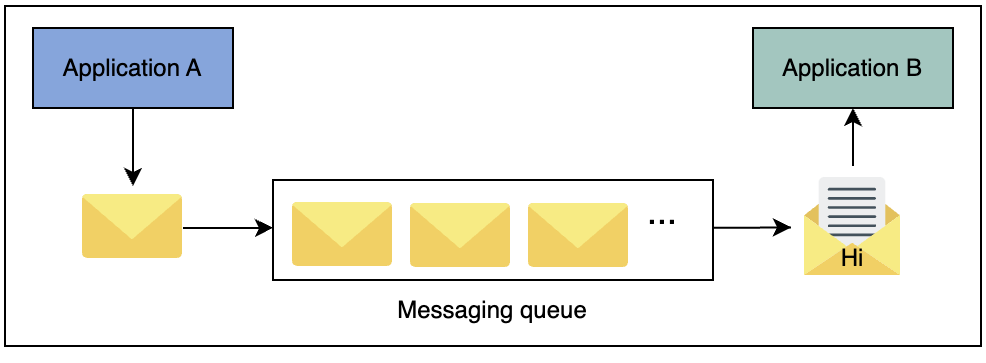 Application A
Application B
...
Hi
Messaging queue